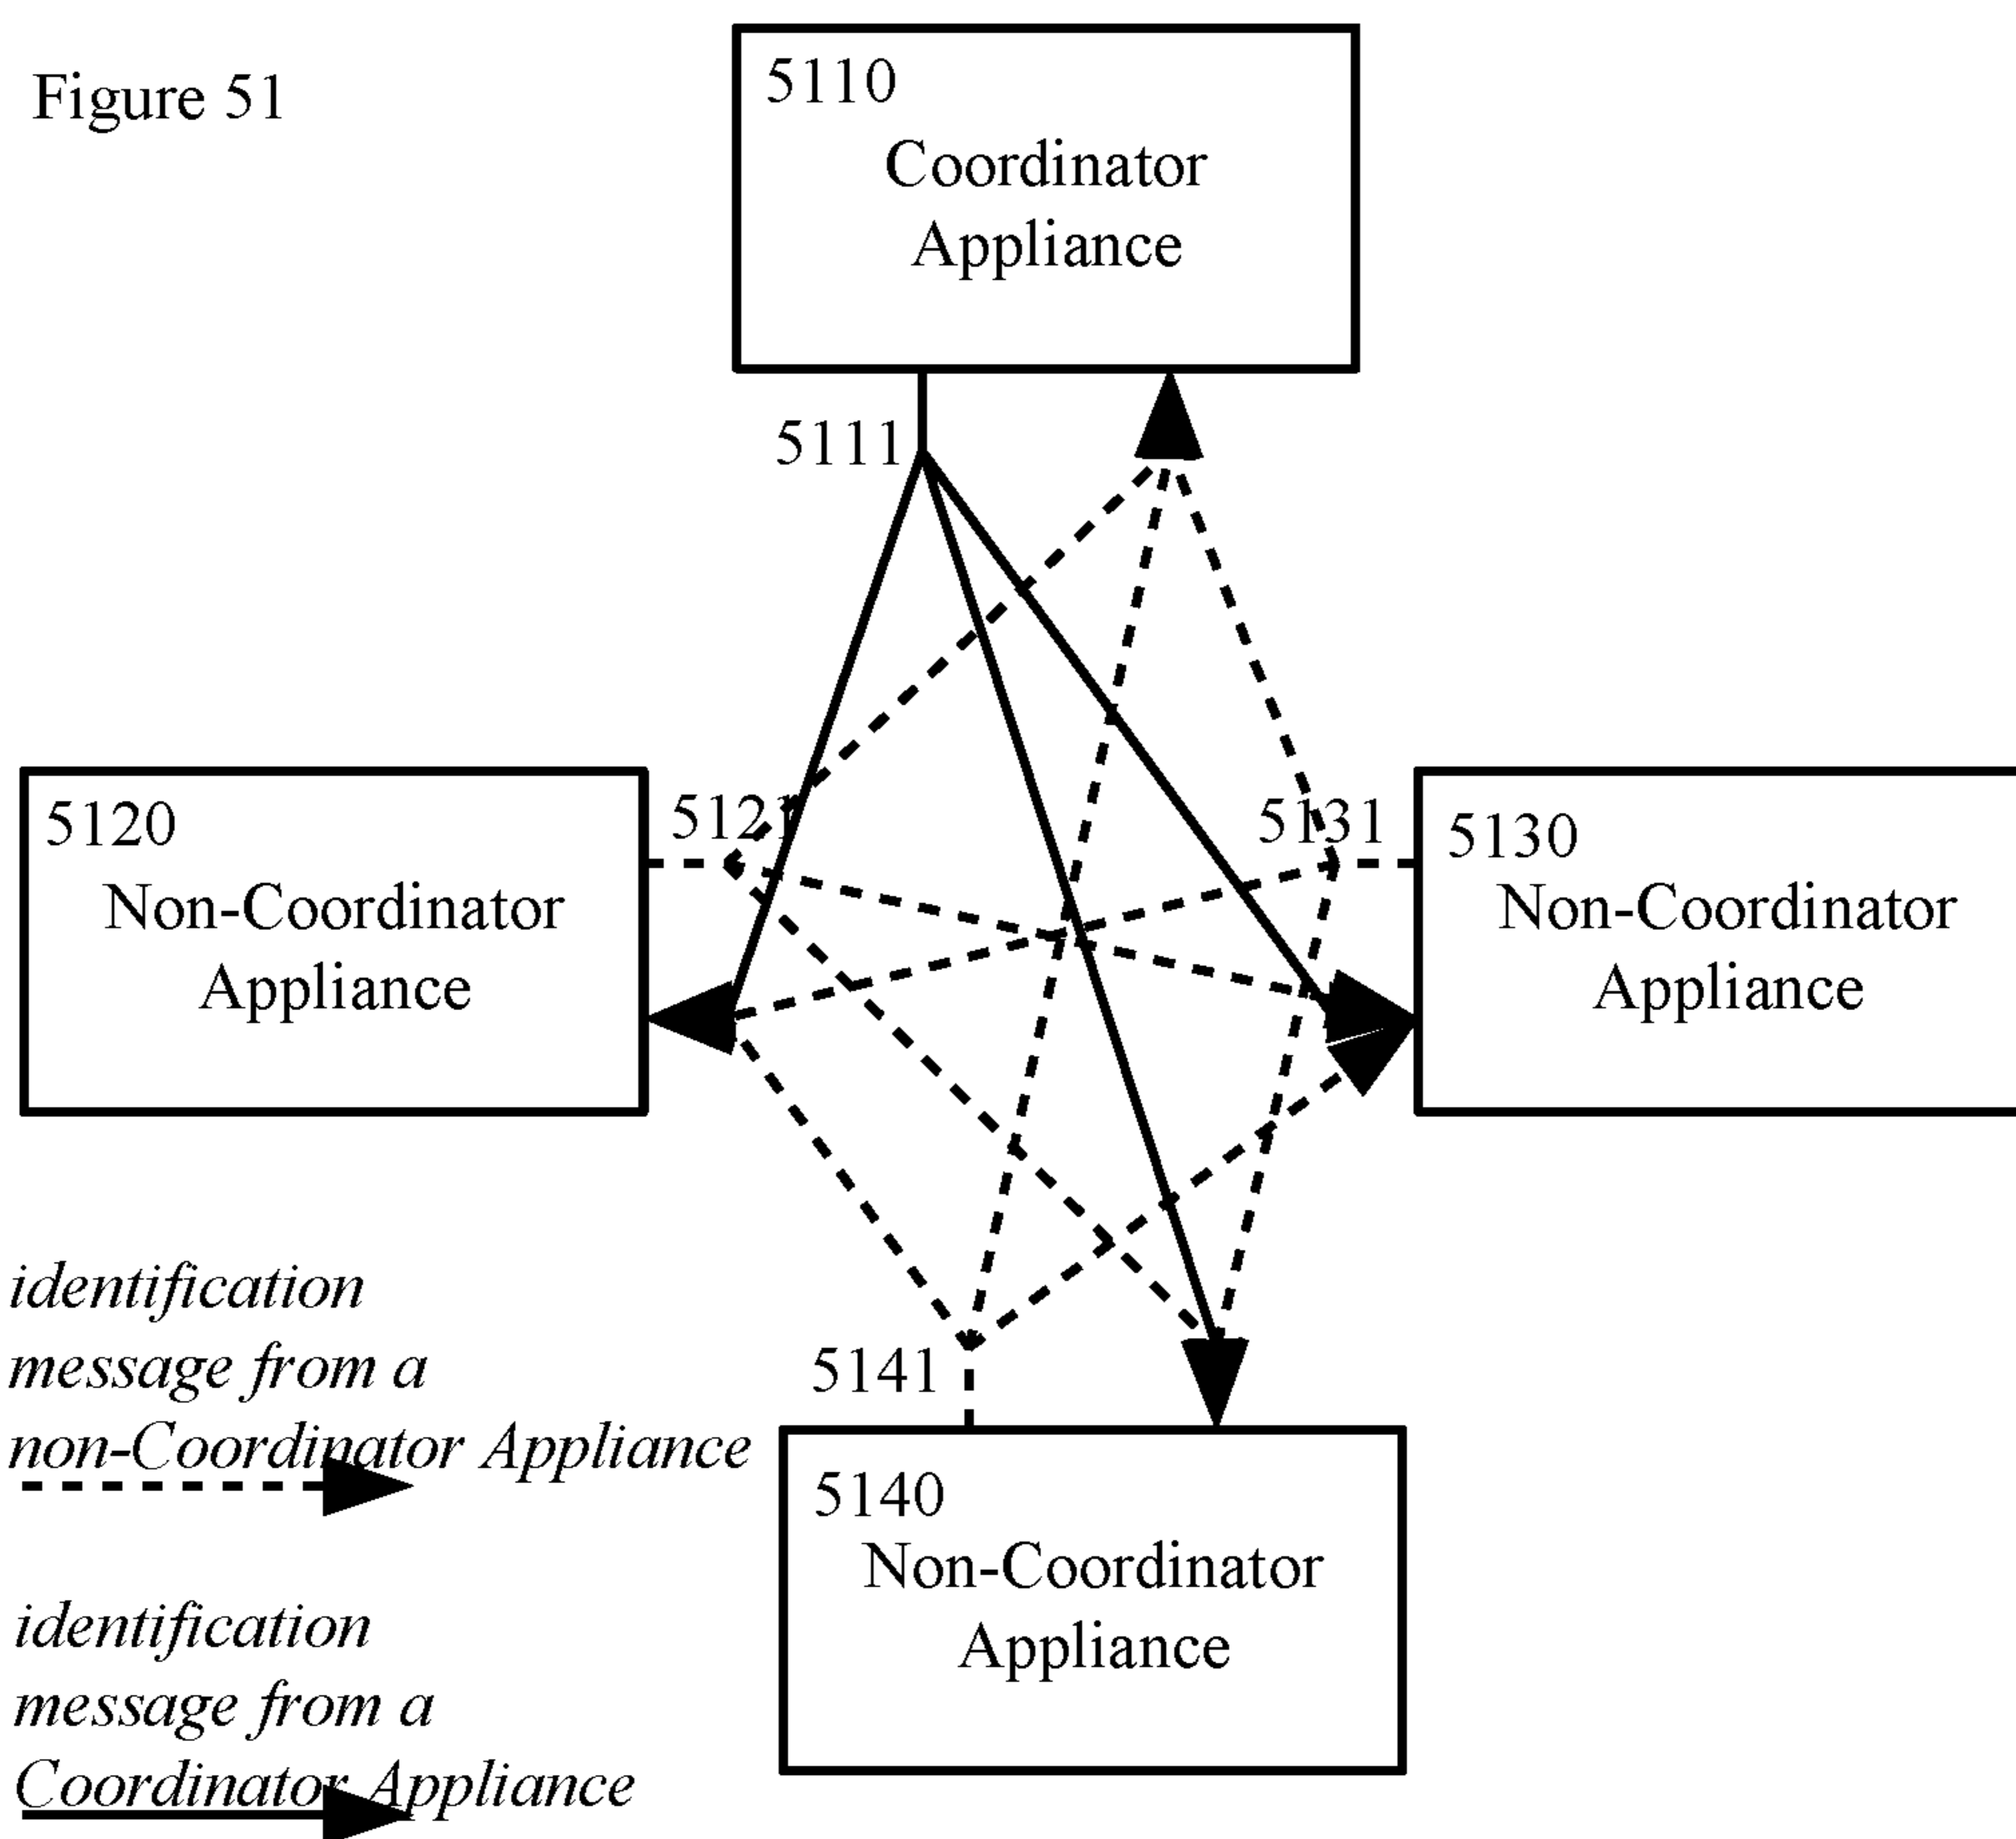 Figure 51
5110
Coordinator
Appliance
5111
5120
Non-Coordinator
Appliance
5121
5131
5130
Non-Coordinator
Appliance
identification
message from a
non-Coordinator Appliance
5141
5140
Non-Coordinator
Appliance
identification
message from a
Coordinator Appliance